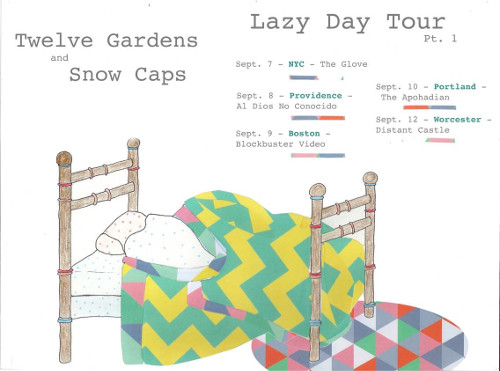 Twelve Gardens
and
Snow Caps
Lazy Day Tour
Pt. 1
Sept. 7 - NYC - The Glove
Sept. 8 - Providence -
Al Dios No Conocido
Sept. 9 - Boston -
Blockbuster Video
Sept. 10 - Portland -
The Apohadian
Sept. 12 - Worcester -
Distant Castle